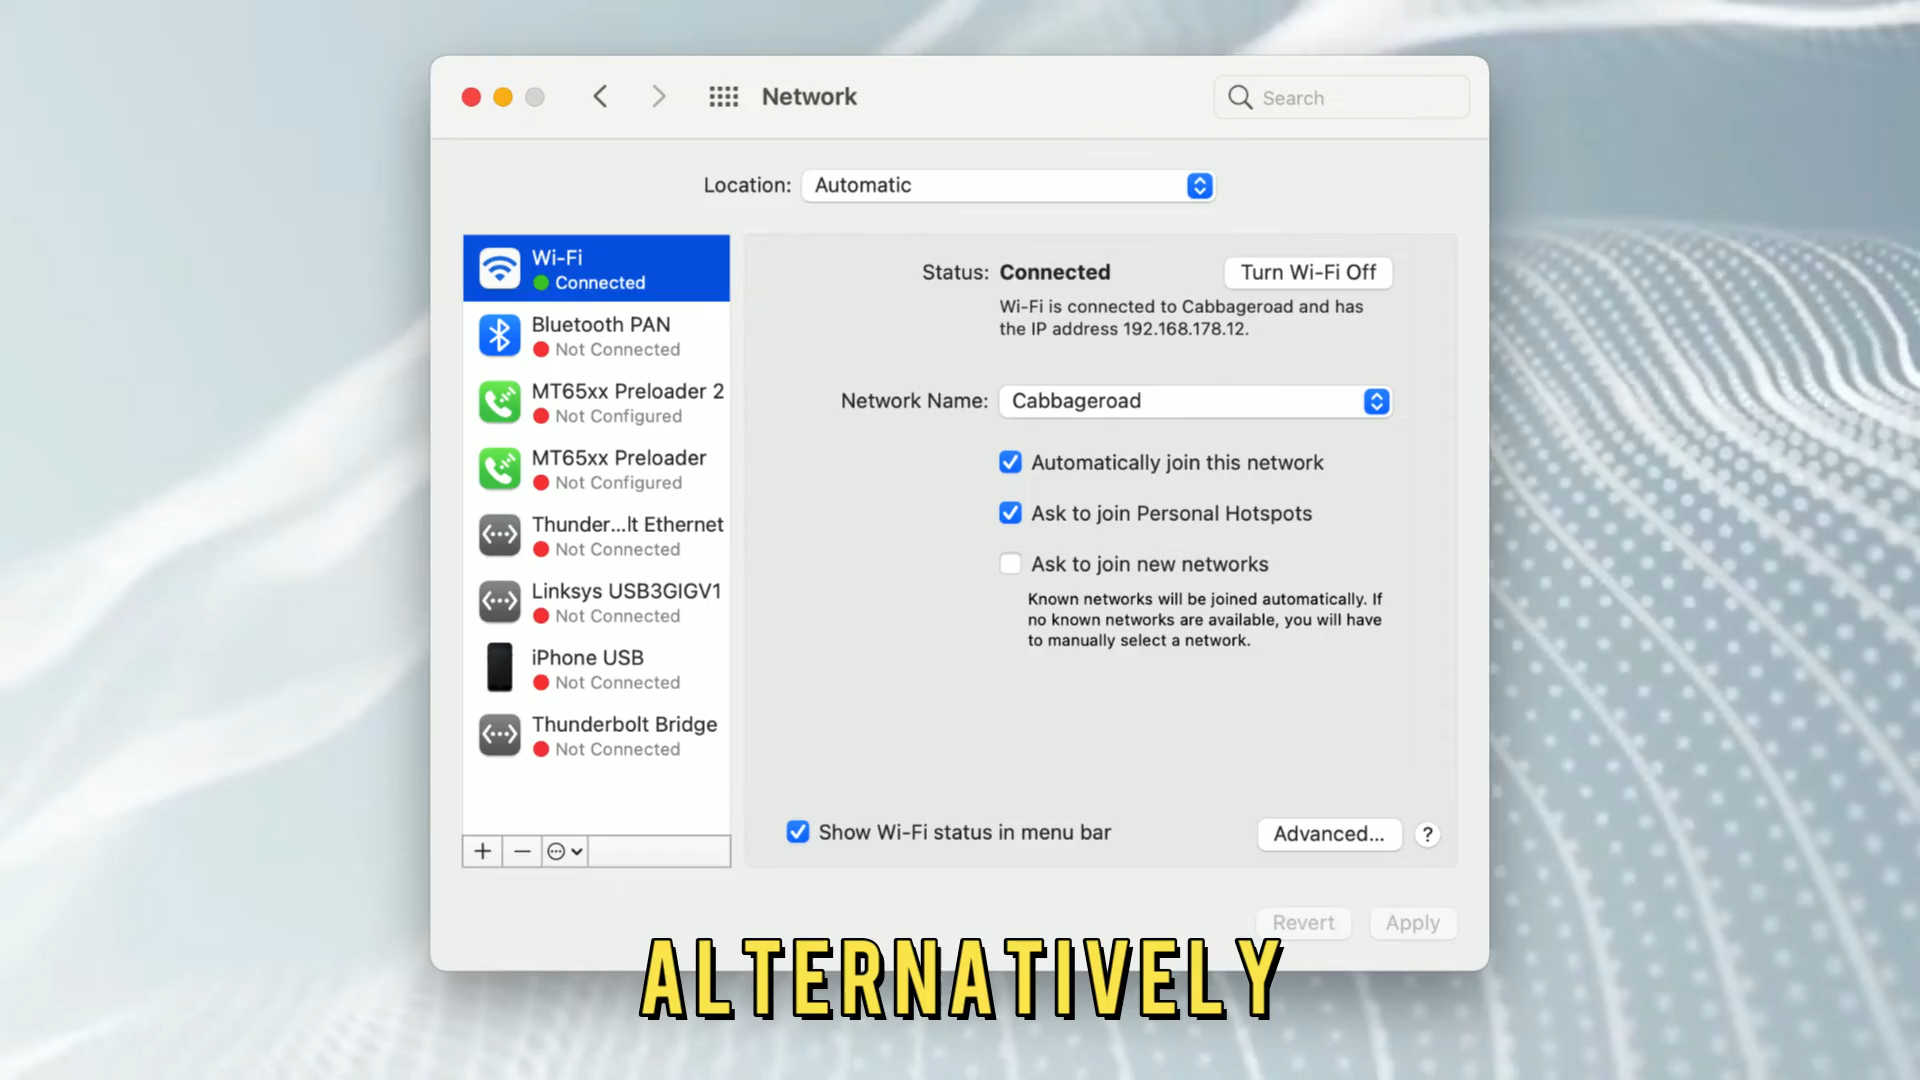 Network
Search
Location: Automatic
Wi-Fi
Connected
Bluetooth PAN
Not Connected
MT65xx Preloader 2
Not Configured
MT65xx Preloader
Not Configured
Thunder...lt Ethernet
Not Connected
Linksys USB3GIGV1
Not Connected
iPhone USB
Not Connected
Thunderbolt Bridge
Not Connected
Status: Connected
Turn Wi-Fi Off
Wi-Fi is connected to Cabbageroad and has
the IP address 192.168.178.12.
Network Name: Cabbageroad
Automatically join this network
Ask to join Personal Hotspots
Ask to join new networks
Known networks will be joined automatically. If
no known networks are available, you will have
to manually select a network.
Show Wi-Fi status in menu bar
Advanced... ?
Revert Apply
ALTERNATIVELY